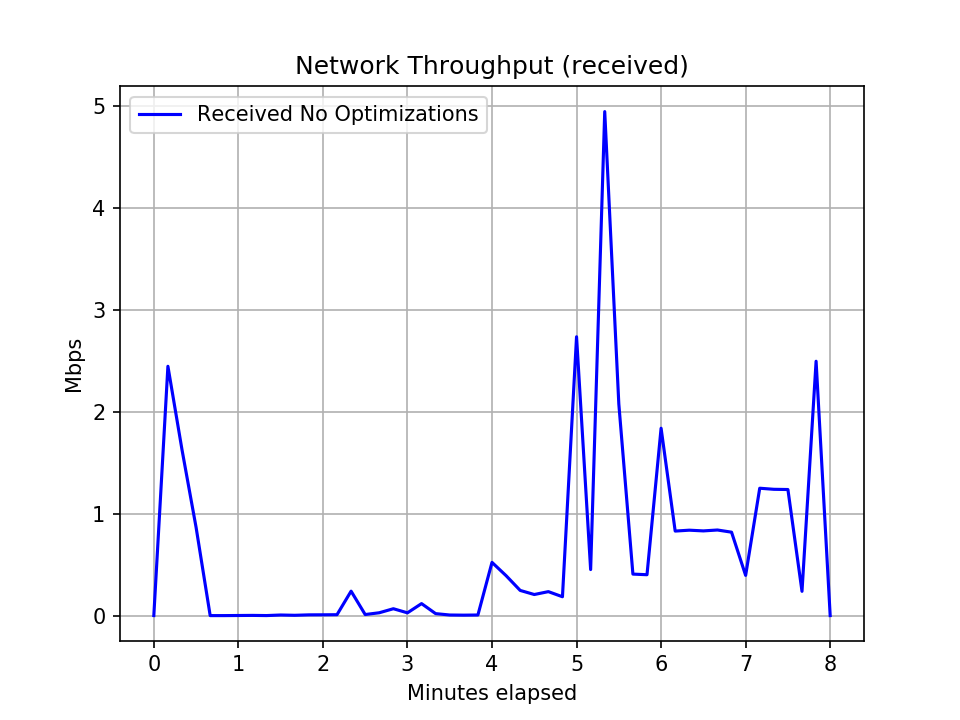 Network Throughput (received)
Received No Optimizations
5
4
3
2
1
0
Mbps
0 1 2 3 4 5 6 7 8
Minutes elapsed